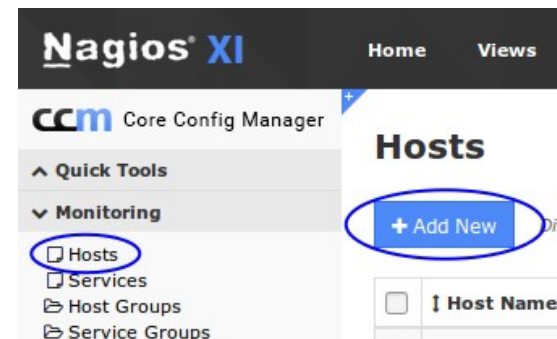 Nagios® XI
Home Views
ccm Core Config Manager
Quick Tools
Monitoring
Hosts
Services
Host Groups
Service Groups
+
Hosts
+ Add New
Host Name